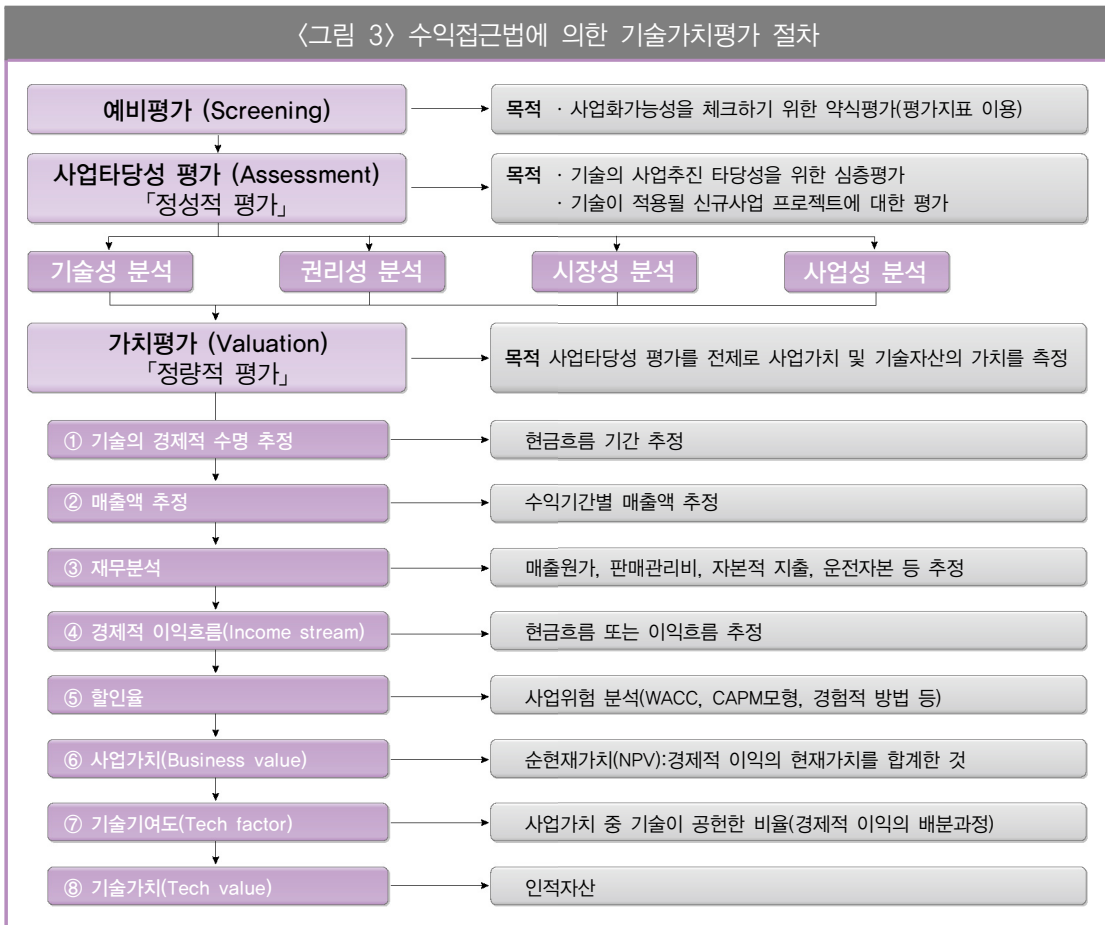 〈그림 3〉 수익접근법에 의한 기술가치평가 절차
예비평가 (Screening)
목적 · 사업화가능성을 체크하기 위한 약식평가(평가지표 이용)
사업타당성 평가 (Assessment)
「정성적 평가」
목적 · 기술의 사업추진 타당성을 위한 심층평가
· 기술이 적용될 신규사업 프로젝트에 대한 평가
기술성 분석
권리성 분석
시장성 분석
사업성 분석
가치평가 (Valuation)
「정량적 평가」
목적 사업타당성 평가를 전제로 사업가치 및 기술자산의 가치를 측정
① 기술의 경제적 수명 추정
현금흐름 기간 추정
② 매출액 추정
수익기간별 매출액 추정
③ 재무분석
매출원가, 판매관리비, 자본적 지출, 운전자본 등 추정
④ 경제적 이익흐름(Income stream)
현금흐름 또는 이익흐름 추정
⑤ 할인율
사업위험 분석(WACC, CAPM모형, 경험적 방법 등)
⑥ 사업가치(Business value)
순현재가치(NPV):경제적 이익의 현재가치를 합계한 것
⑦ 기술기여도(Tech factor)
사업가치 중 기술이 공헌한 비율(경제적 이익의 배분과정)
⑧ 기술가치(Tech value)
인적자산